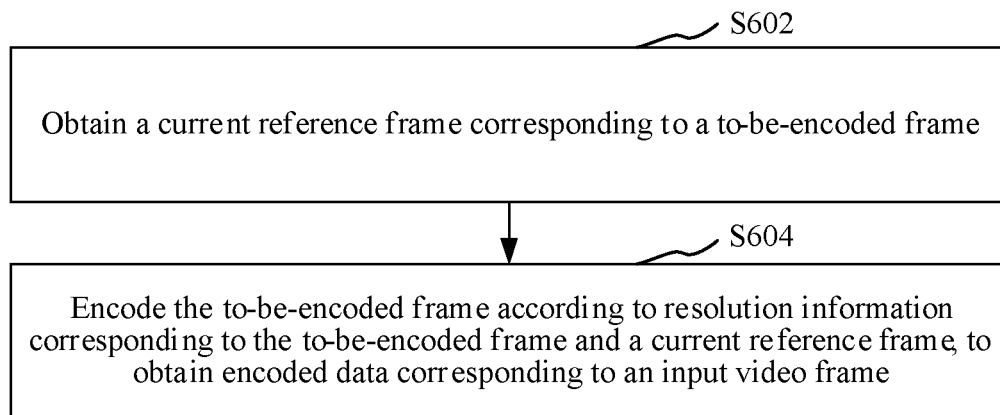 S602
Obtain a current reference frame corresponding to a to-be-encoded frame
S604
Encode the to-be-encoded frame according to resolution information
corresponding to the to-be-encoded frame and a current reference frame, to
obtain encoded data corresponding to an input video frame